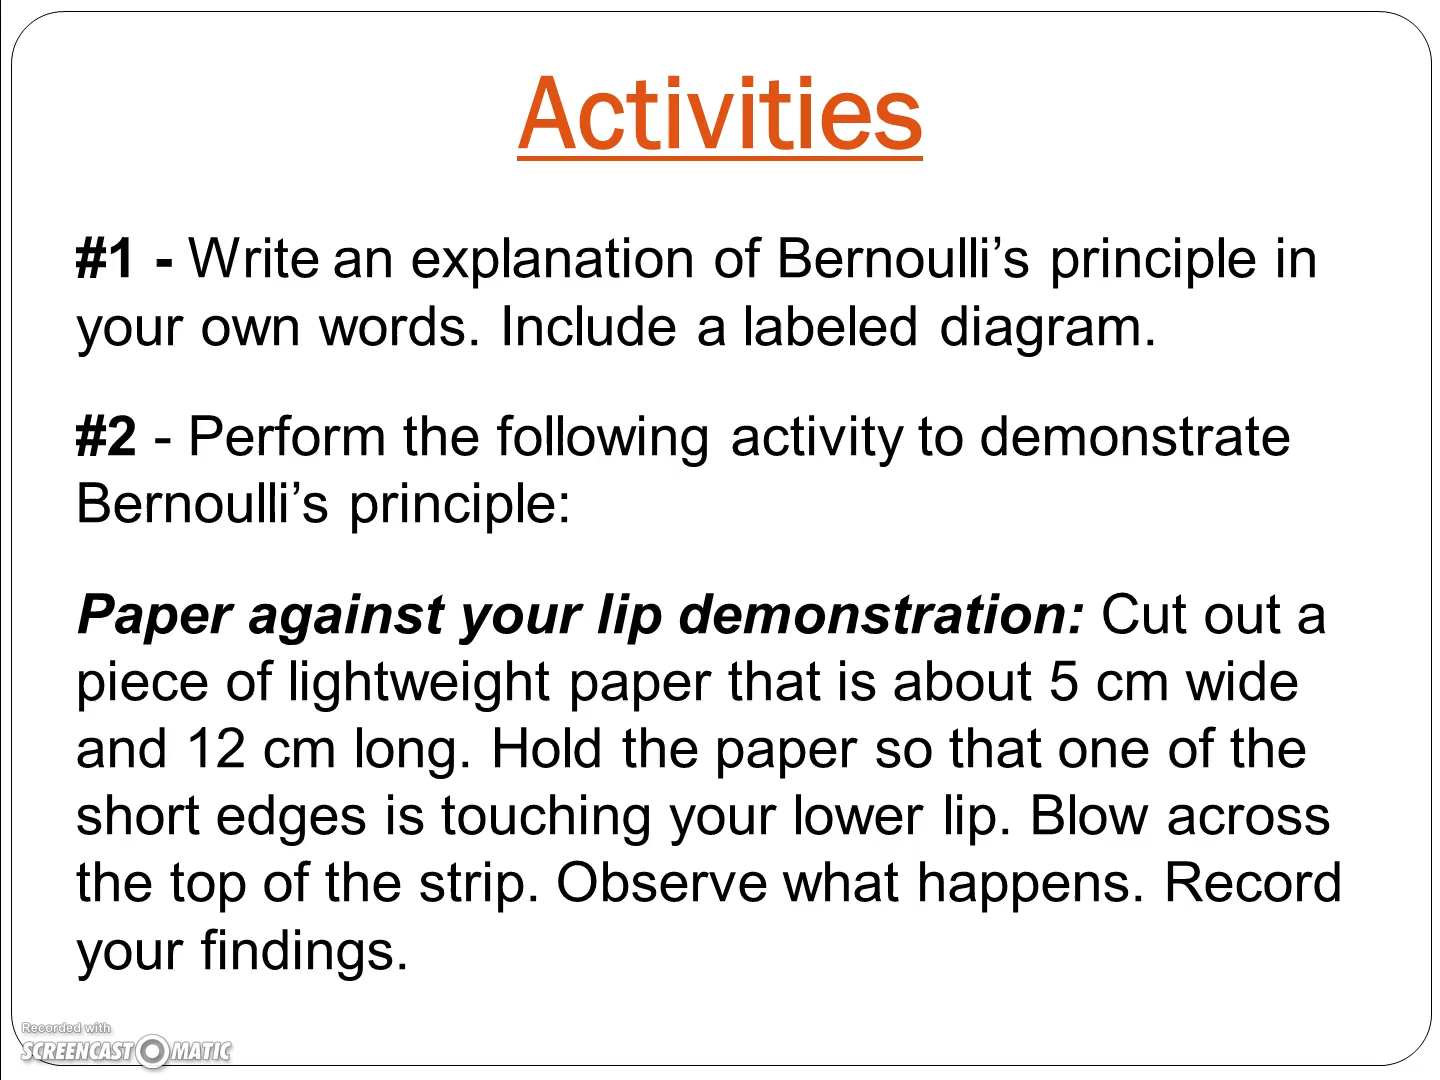 Activities
#1 - Write an explanation of Bernoulli’s principle in
your own words. Include a labeled diagram.
#2 - Perform the following activity to demonstrate
Bernoulli’s principle:
Paper against your lip demonstration: Cut out a
piece of lightweight paper that is about 5 cm wide
and 12 cm long. Hold the paper so that one of the
short edges is touching your lower lip. Blow across
the top of the strip. Observe what happens. Record
your findings.
Recorded with
SCREENCAST MATIC